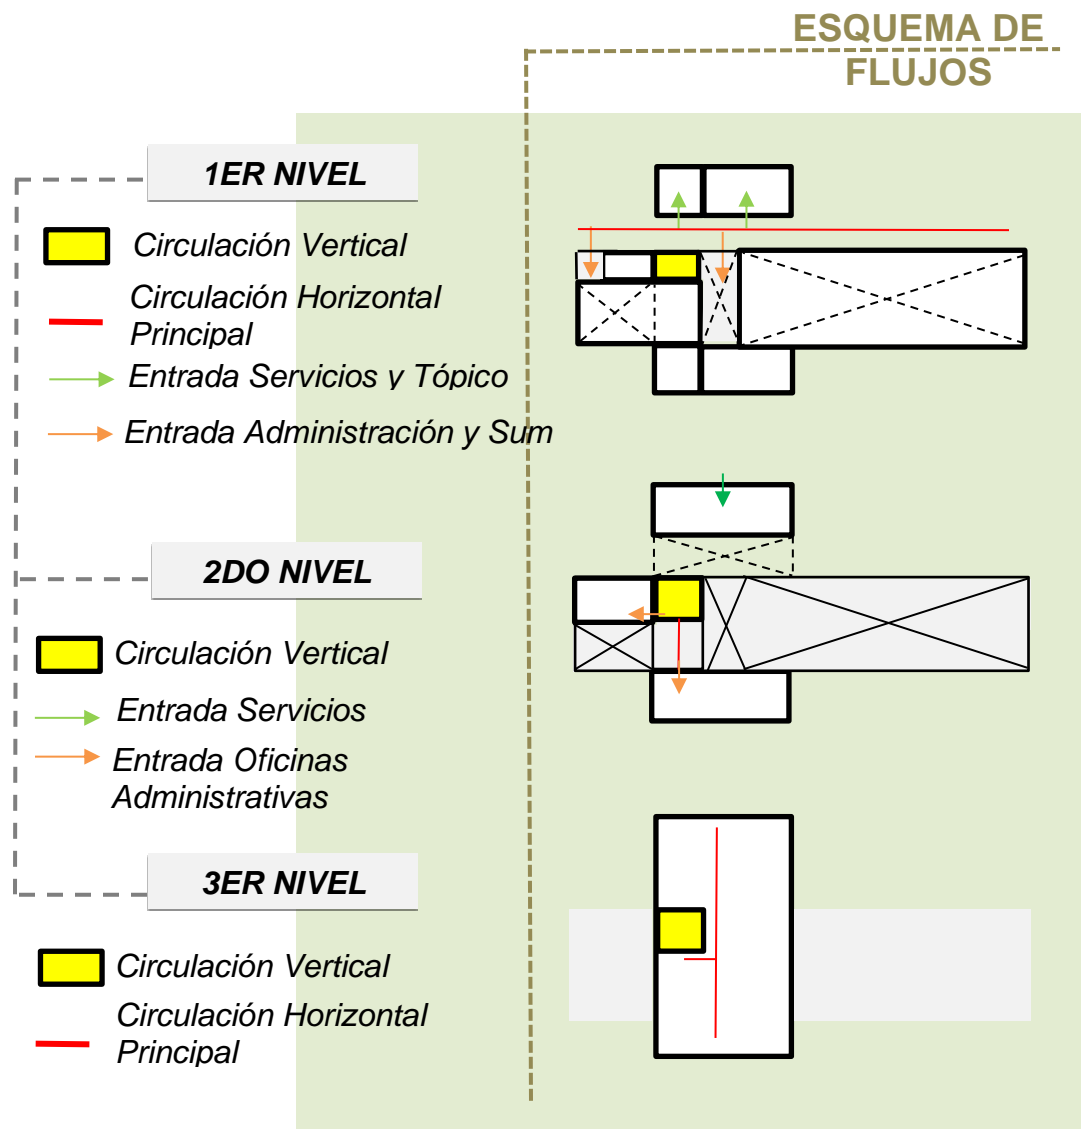 ESQUEMA DE
FLUJOS
1ER NIVEL
Circulación Vertical
Circulación Horizontal
Principal
Entrada Servicios y Tópico
Entrada Administración y Sum
2DO NIVEL
Circulación Vertical
Entrada Servicios
Entrada Oficinas
Administrativas
3ER NIVEL
Circulación Vertical
Circulación Horizontal
Principal